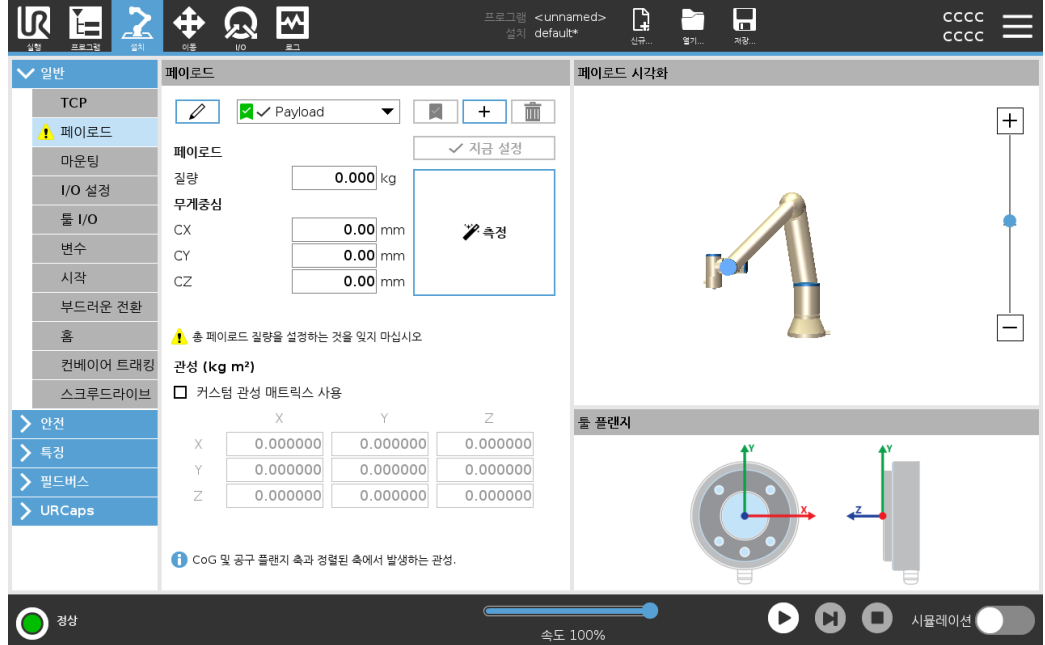 프로그램 <unnamed>
설치 default*
cccc
cccc
실행 프로그램 설치 이동 I/O 로그 신규... 열기... 저장...
일반
TCP
페이로드
마운팅
I/O 설정
툴 I/O
변수
시작
부드러운 전환
홈
컨베이어 트래킹
스크루드라이브
안전
특징
필드버스
URCaps
페이로드
Payload
페이로드
지금 설정
질량 0.000 kg
무게중심
CX 0.00 mm
CY 0.00 mm
CZ 0.00 mm
측정
총 페이로드 질량을 설정하는 것을 잊지 마십시오
관성 (kg m²)
커스텀 관성 매트릭스 사용
X Y Z
X 0.000000 0.000000 0.000000
Y 0.000000 0.000000 0.000000
Z 0.000000 0.000000 0.000000
CoG 및 공구 플랜지 축과 정렬된 축에서 발생하는 관성.
페이로드 시각화
툴 플랜지
Y
X
Y
Z
정상
속도 100%
시뮬레이션